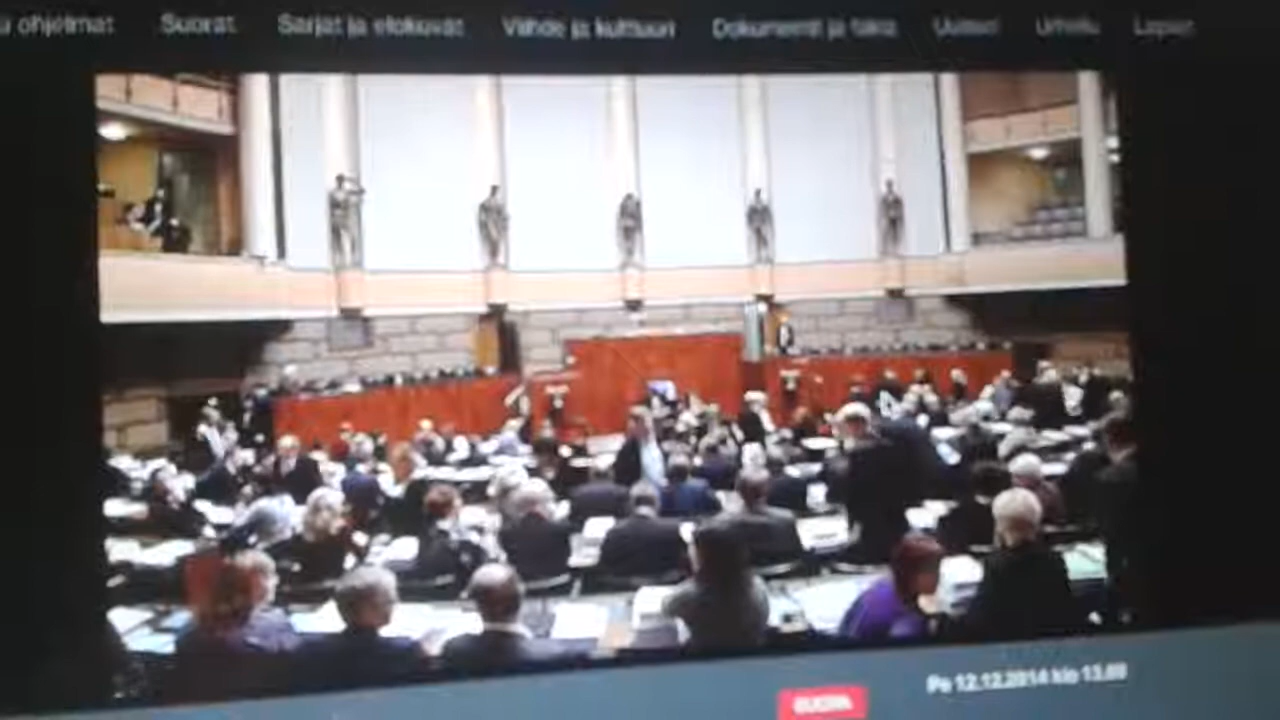 ohjelmat Suorat Sarjat ja elokuvat Viihde ja kulttuuri Dokumentit ja fakta Uutiset Urheilu Lapset
Pe 12.12.2014 klo 13.00
SUORA